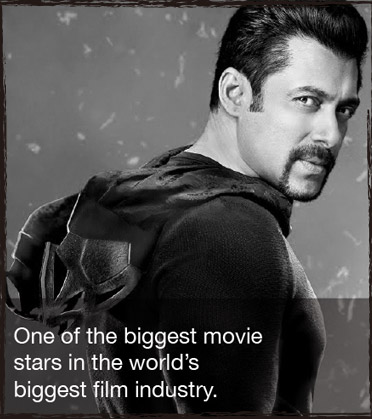 One of the biggest movie
stars in the world's
biggest film industry.